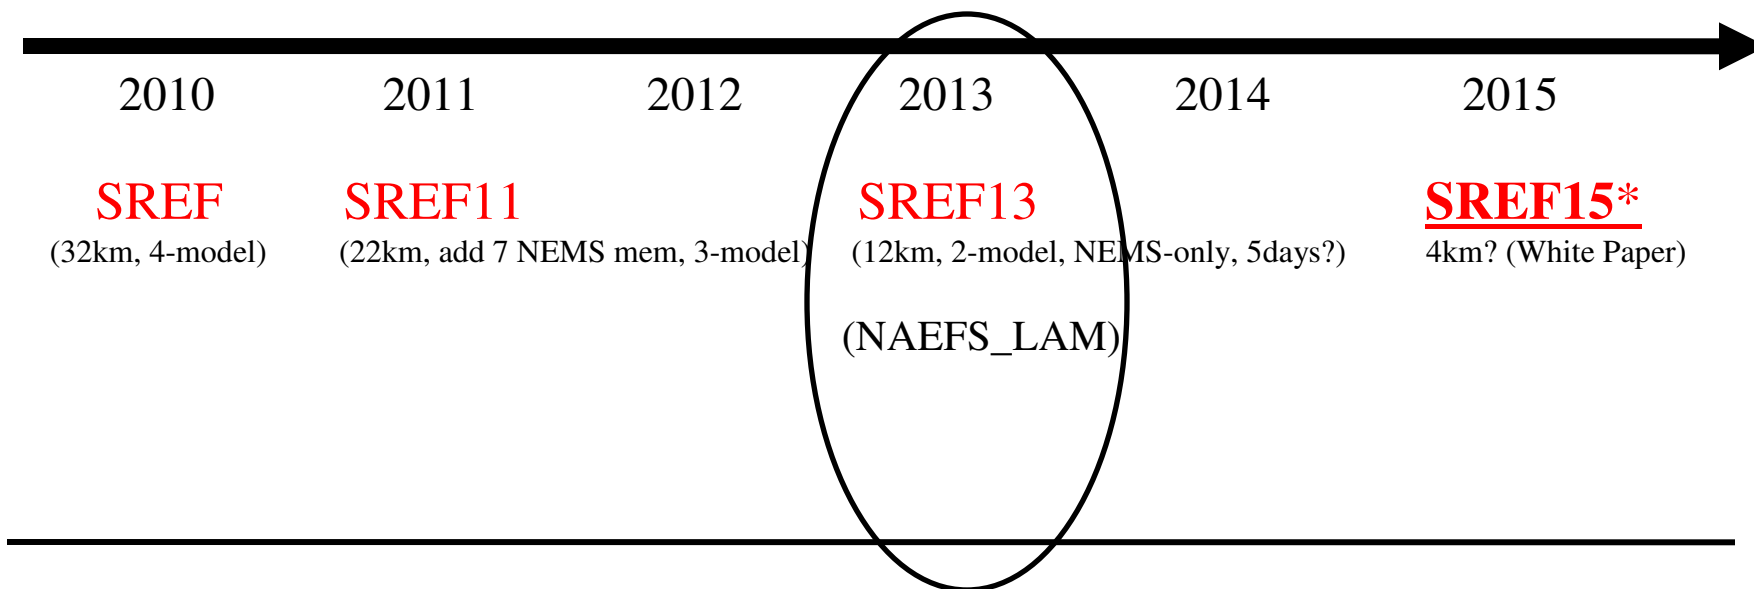 2010 2011 2012 2013 2014 2015
SREF SREF11 SREF13 SREF15*
(32km, 4-model) (22km, add 7 NEMS mem, 3-model) (12km, 2-model, NEMS-only, 5days?) 4km? (White Paper)
(NAEFS_LAM)